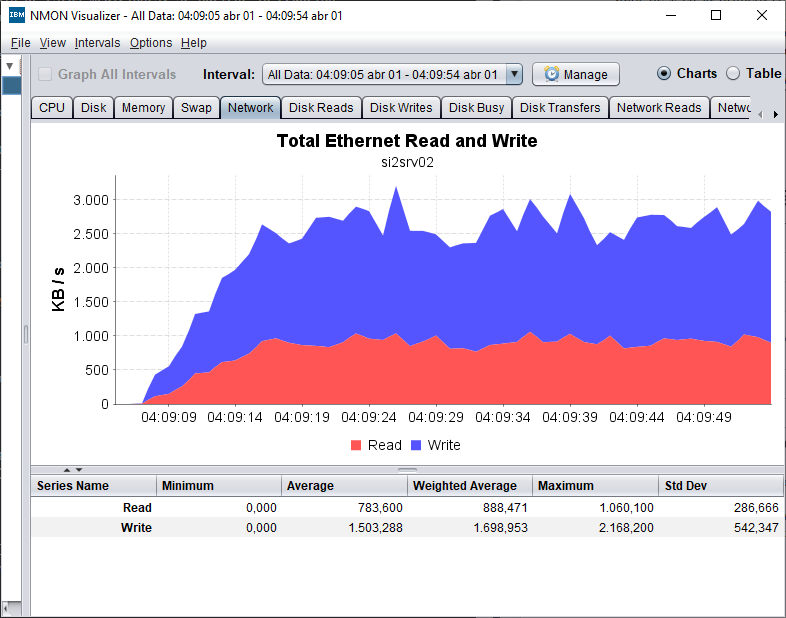 IBM NMON Visualizer - All Data: 04:09:05 abr 01 - 04:09:54 abr 01
File View Intervals Options Help
Graph All Intervals Interval: All Data: 04:09:05 abr 01 - 04:09:54 abr 01 Manage Charts Table
CPU Disk Memory Swap Network Disk Reads Disk Writes Disk Busy Disk Transfers Network Reads Netwo
Total Ethernet Read and Write
si2srv02
KB / s
3.000
2.500
2.000
1.500
1.000
500
0
04:09:09 04:09:14 04:09:19 04:09:24 04:09:29 04:09:34 04:09:39 04:09:44 04:09:49
Read Write
Series Name Minimum Average Weighted Average Maximum Std Dev
Read 0,000 783,600 888,471 1.060,100 286,666
Write 0,000 1.503,288 1.698,953 2.168,200 542,347